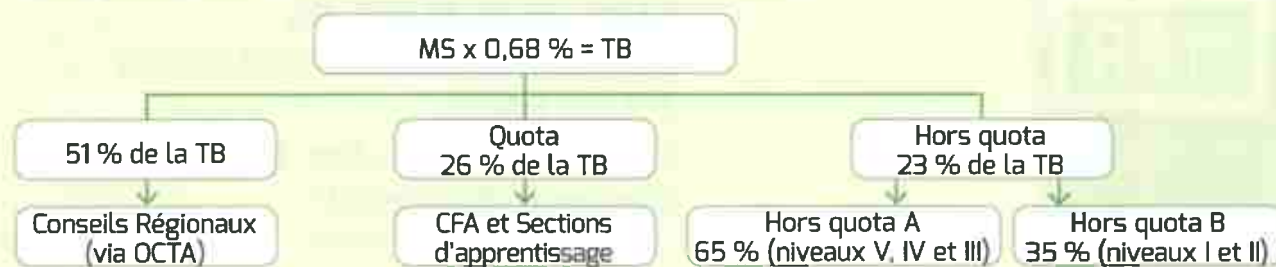 MS x 0,68 % = TB
51 % de la TB
Quota
26 % de la TB
Hors quota
23 % de la TB
Conseils Régionaux
(via OCTA)
CFA et Sections
d'apprentissage
Hors quota A
65 % (niveaux V, IV et III)
Hors quota B
35 % (niveaux I et II)